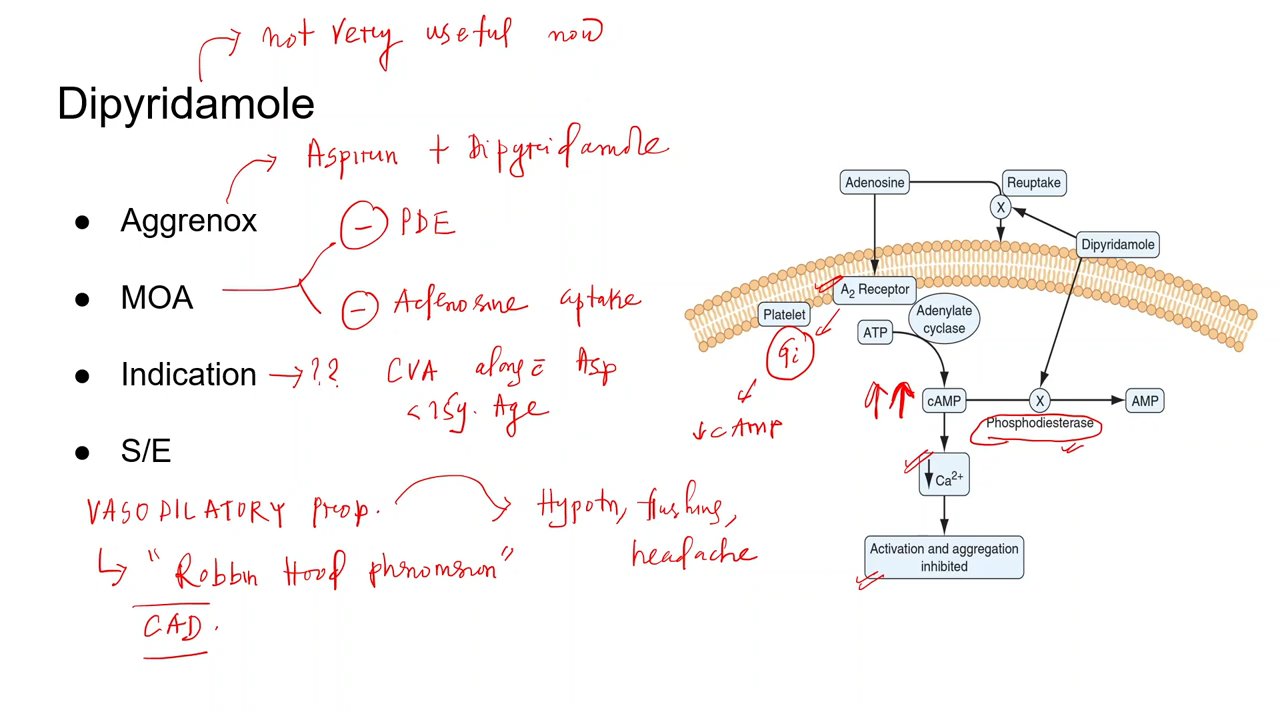 not very useful now
Dipyridamole
Aspirin + Dipyridamole
Aggrenox
⊖ PDE
MOA
⊖ Adenosine uptake
Indication → ?? CVA along c̄ Asp
< 75y. Age
S/E
VASODILATORY prop.
Hypotn, flushing,
headache
"Robbin Hood phenomenon"
CAD.
Adenosine
Reuptake
X
Dipyridamole
A2 Receptor
Platelet
Adenylate
cyclase
ATP
Gi
↓cAMP
↑↑ cAMP
X
AMP
Phosphodiesterase
↓ Ca2+
Activation and aggregation
inhibited